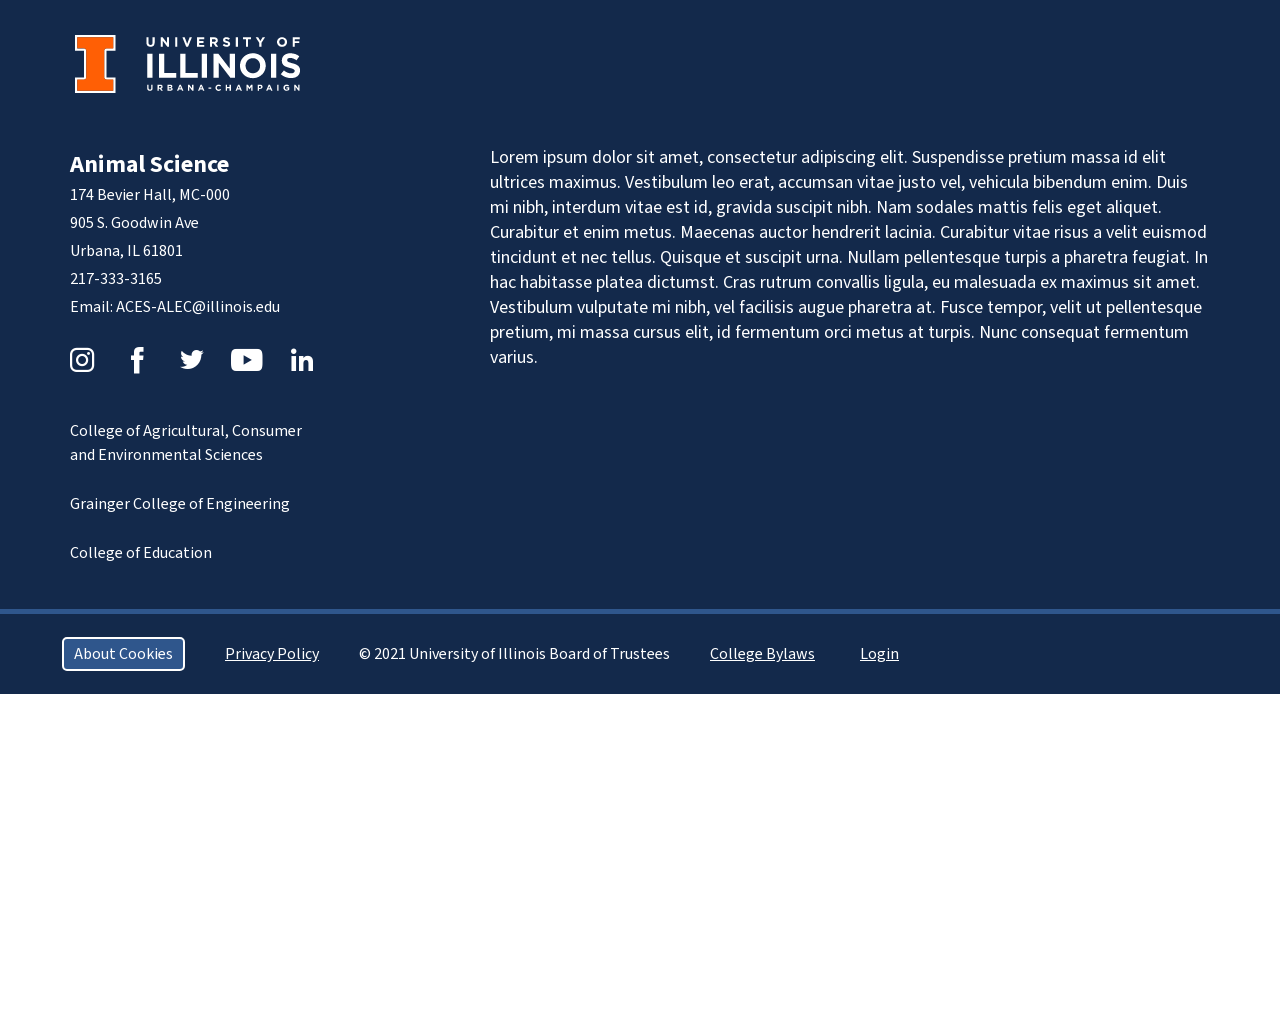 UNIVERSITY OF
ILLINOIS
URBANA-CHAMPAIGN
Animal Science
174 Bevier Hall, MC-000
905 S. Goodwin Ave
Urbana, IL 61801
217-333-3165
Email: ACES-ALEC@illinois.edu
College of Agricultural, Consumer
and Environmental Sciences
Grainger College of Engineering
College of Education
Lorem ipsum dolor sit amet, consectetur adipiscing elit. Suspendisse pretium massa id elit
ultrices maximus. Vestibulum leo erat, accumsan vitae justo vel, vehicula bibendum enim. Duis
mi nibh, interdum vitae est id, gravida suscipit nibh. Nam sodales mattis felis eget aliquet.
Curabitur et enim metus. Maecenas auctor hendrerit lacinia. Curabitur vitae risus a velit euismod
tincidunt et nec tellus. Quisque et suscipit urna. Nullam pellentesque turpis a pharetra feugiat. In
hac habitasse platea dictumst. Cras rutrum convallis ligula, eu malesuada ex maximus sit amet.
Vestibulum vulputate mi nibh, vel facilisis augue pharetra at. Fusce tempor, velit ut pellentesque
pretium, mi massa cursus elit, id fermentum orci metus at turpis. Nunc consequat fermentum
varius.
About Cookies Privacy Policy © 2021 University of Illinois Board of Trustees College Bylaws Login